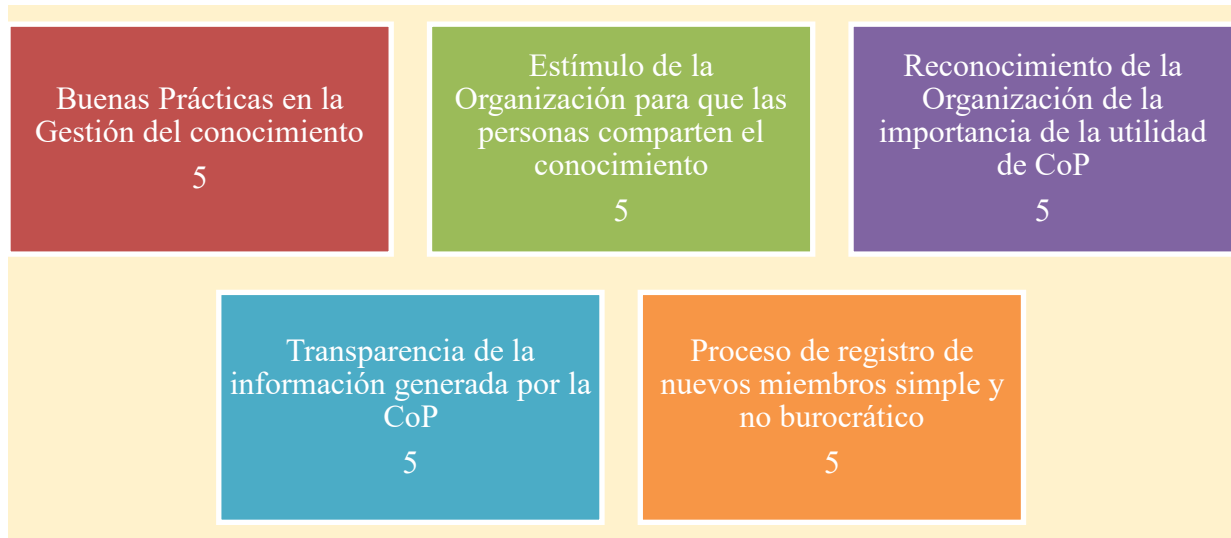 Buenas Prácticas en la
Gestión del conocimiento
5
Estímulo de la
Organización para que las
personas comparten el
conocimiento
5
Reconocimiento de la
Organización de la
importancia de la utilidad
de CoP
5
Transparencia de la
información generada por la
CoP
5
Proceso de registro de
nuevos miembros simple y
no burocrático
5